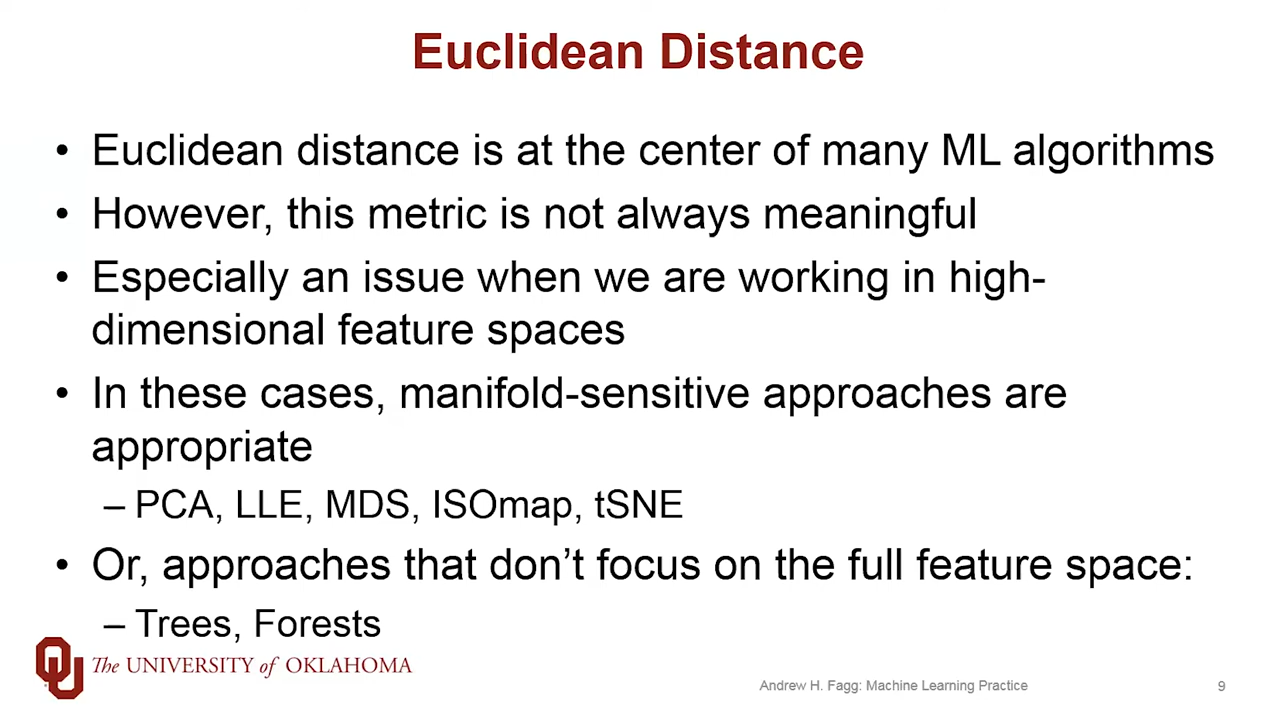 Euclidean Distance
• Euclidean distance is at the center of many ML algorithms
• However, this metric is not always meaningful
• Especially an issue when we are working in high-
dimensional feature spaces
• In these cases, manifold-sensitive approaches are
appropriate
– PCA, LLE, MDS, ISOmap, tSNE
• Or, approaches that don’t focus on the full feature space:
– Trees, Forests
OU The UNIVERSITY of OKLAHOMA
Andrew H. Fagg: Machine Learning Practice
9